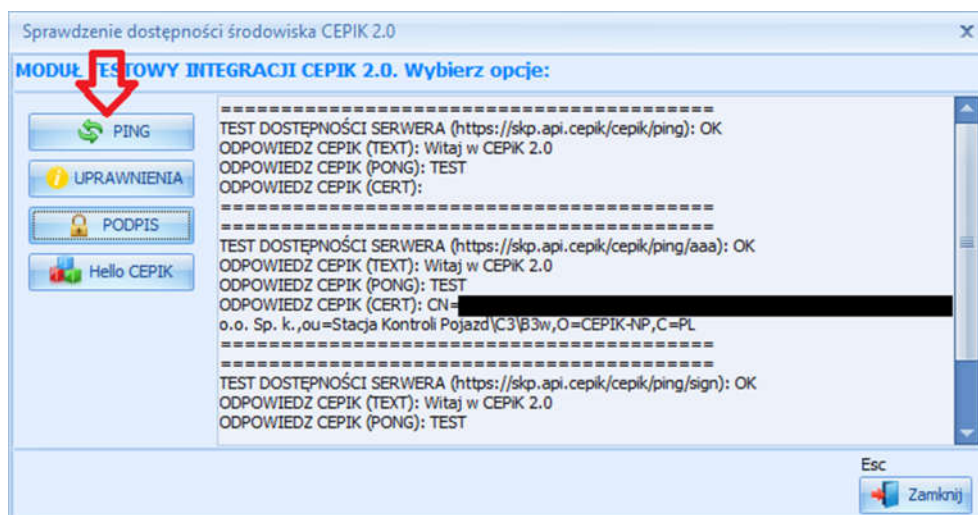 Sprawdzenie dostępności środowiska CEPIK 2.0
MODUŁ TESTOWY INTEGRACJI CEPIK 2.0. Wybierz opcje:
PING
UPRAWNIENIA
PODPIS
Hello CEPIK
==========================================
TEST DOSTĘPNOŚCI SERWERA (https://skp.api.cepik/cepik/ping): OK
ODPOWIEDZ CEPIK (TEXT): Witaj w CEPiK 2.0
ODPOWIEDZ CEPIK (PONG): TEST
ODPOWIEDZ CEPIK (CERT):
==========================================
==========================================
TEST DOSTĘPNOŚCI SERWERA (https://skp.api.cepik/cepik/ping/aaa): OK
ODPOWIEDZ CEPIK (TEXT): Witaj w CEPiK 2.0
ODPOWIEDZ CEPIK (PONG): TEST
ODPOWIEDZ CEPIK (CERT): CN=
o.o. Sp. k.,ou=Stacja Kontroli Pojazd\C3\B3w,O=CEPIK-NP,C=PL
==========================================
==========================================
TEST DOSTĘPNOŚCI SERWERA (https://skp.api.cepik/cepik/ping/sign): OK
ODPOWIEDZ CEPIK (TEXT): Witaj w CEPiK 2.0
ODPOWIEDZ CEPIK (PONG): TEST
Esc
Zamknij